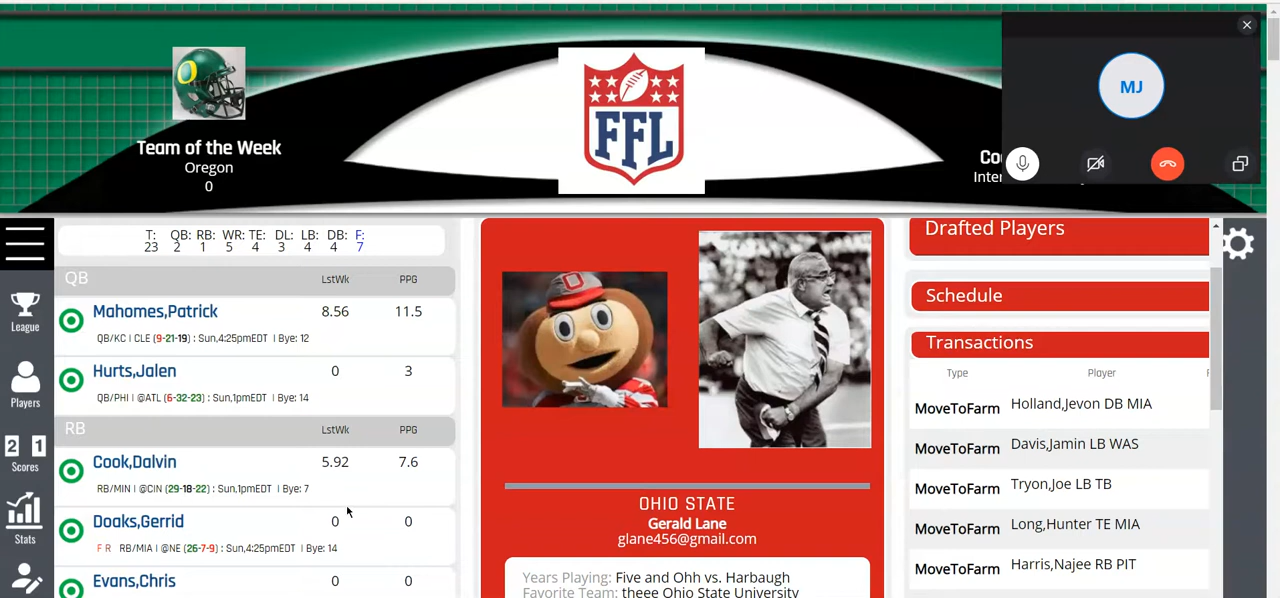 Team of the Week
Oregon
0
FFL
Co
Inter
MJ
T: QB: RB: WR: TE: DL: LB: DB: F:
23 2 1 5 4 3 4 4 7
QB LstWk PPG
Mahomes,Patrick 8.56 11.5
QB/KC | CLE (9-21-19) : Sun,4:25pmEDT | Bye: 12
Hurts,Jalen 0 3
QB/PHI | @ATL (6-32-23) : Sun,1pmEDT | Bye: 14
RB LstWk PPG
Cook,Dalvin 5.92 7.6
RB/MIN | @CIN (29-18-22) : Sun,1pmEDT | Bye: 7
Doaks,Gerrid 0 0
F R RB/MIA | @NE (26-7-9) : Sun,4:25pmEDT | Bye: 14
Evans,Chris 0 0
League
Players
2 1
Scores
Stats
OHIO STATE
Gerald Lane
glane456@gmail.com
Years Playing: Five and Ohh vs. Harbaugh
Favorite Team: theee Ohio State University
Drafted Players
Schedule
Transactions
Type Player
MoveToFarm Holland,Jevon DB MIA
MoveToFarm Davis,Jamin LB WAS
MoveToFarm Tryon,Joe LB TB
MoveToFarm Long,Hunter TE MIA
MoveToFarm Harris,Najee RB PIT